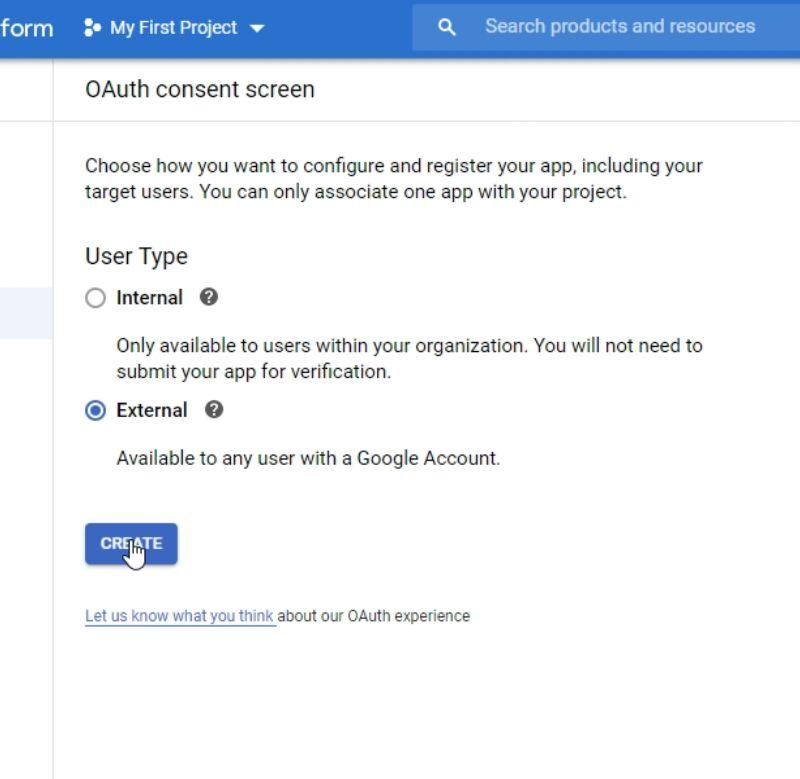 form My First Project Search products and resources
OAuth consent screen
Choose how you want to configure and register your app, including your
target users. You can only associate one app with your project.
User Type
Internal
Only available to users within your organization. You will not need to
submit your app for verification.
External
Available to any user with a Google Account.
CREATE
Let us know what you think about our OAuth experience